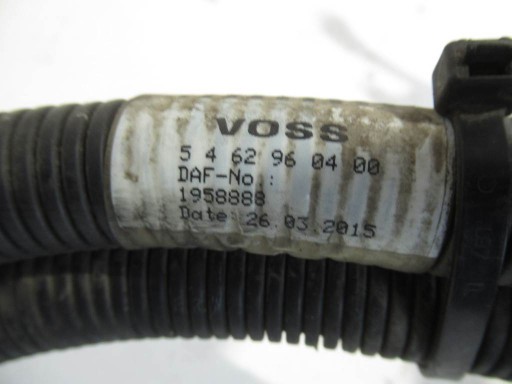 VOSS
5 4 62 96 04 00
DAF-No.:
1958888
Date: 26.03.2015